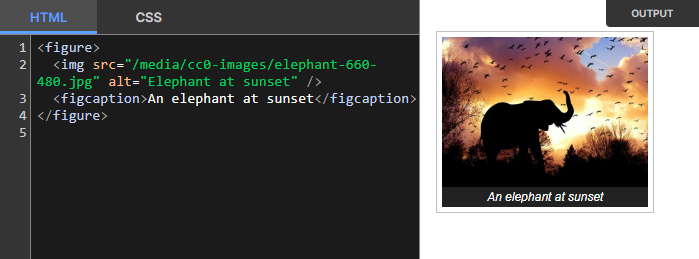 HTML CSS OUTPUT
1 <figure>
2   <img src="/media/cc0-images/elephant-660-
480.jpg" alt="Elephant at sunset" />
3   <figcaption>An elephant at sunset</figcaption>
4 </figure>
5
An elephant at sunset